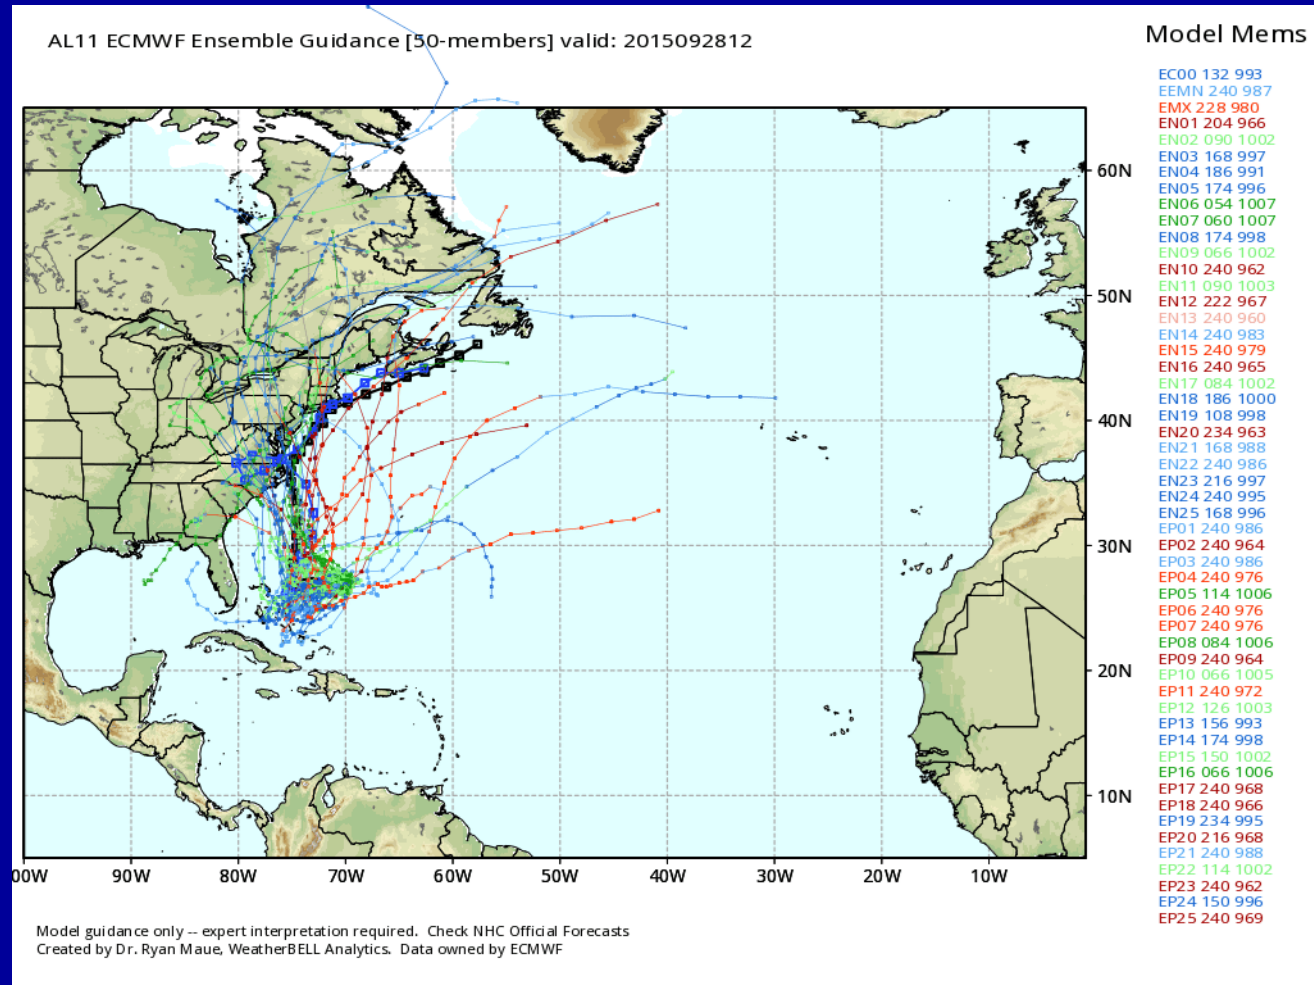 AL11 ECMWF Ensemble Guidance [50-members] valid: 2015092812
Model Mems
EC00 132 993
EEMN 240 987
EMX 228 980
EN01 204 966
EN02 090 1002
EN03 168 997
EN04 186 991
EN05 174 996
EN06 054 1007
EN07 060 1007
EN08 174 998
EN09 066 1002
EN10 240 962
EN11 090 1003
EN12 222 967
EN13 240 960
EN14 240 983
EN15 240 979
EN16 240 965
EN17 084 1002
EN18 186 1000
EN19 108 998
EN20 234 963
EN21 168 988
EN22 240 986
EN23 216 997
EN24 240 995
EN25 168 996
EP01 240 986
EP02 240 964
EP03 240 986
EP04 240 976
EP05 114 1006
EP06 240 976
EP07 240 976
EP08 084 1006
EP09 240 964
EP10 066 1005
EP11 240 972
EP12 126 1003
EP13 156 993
EP14 174 998
EP15 150 1002
EP16 066 1006
EP17 240 968
EP18 240 966
EP19 234 995
EP20 216 968
EP21 240 988
EP22 114 1002
EP23 240 962
EP24 150 996
EP25 240 969
60N
50N
40N
30N
20N
10N
00W 90W 80W 70W 60W 50W 40W 30W 20W 10W
Model guidance only -- expert interpretation required. Check NHC Official Forecasts
Created by Dr. Ryan Maue, WeatherBELL Analytics. Data owned by ECMWF